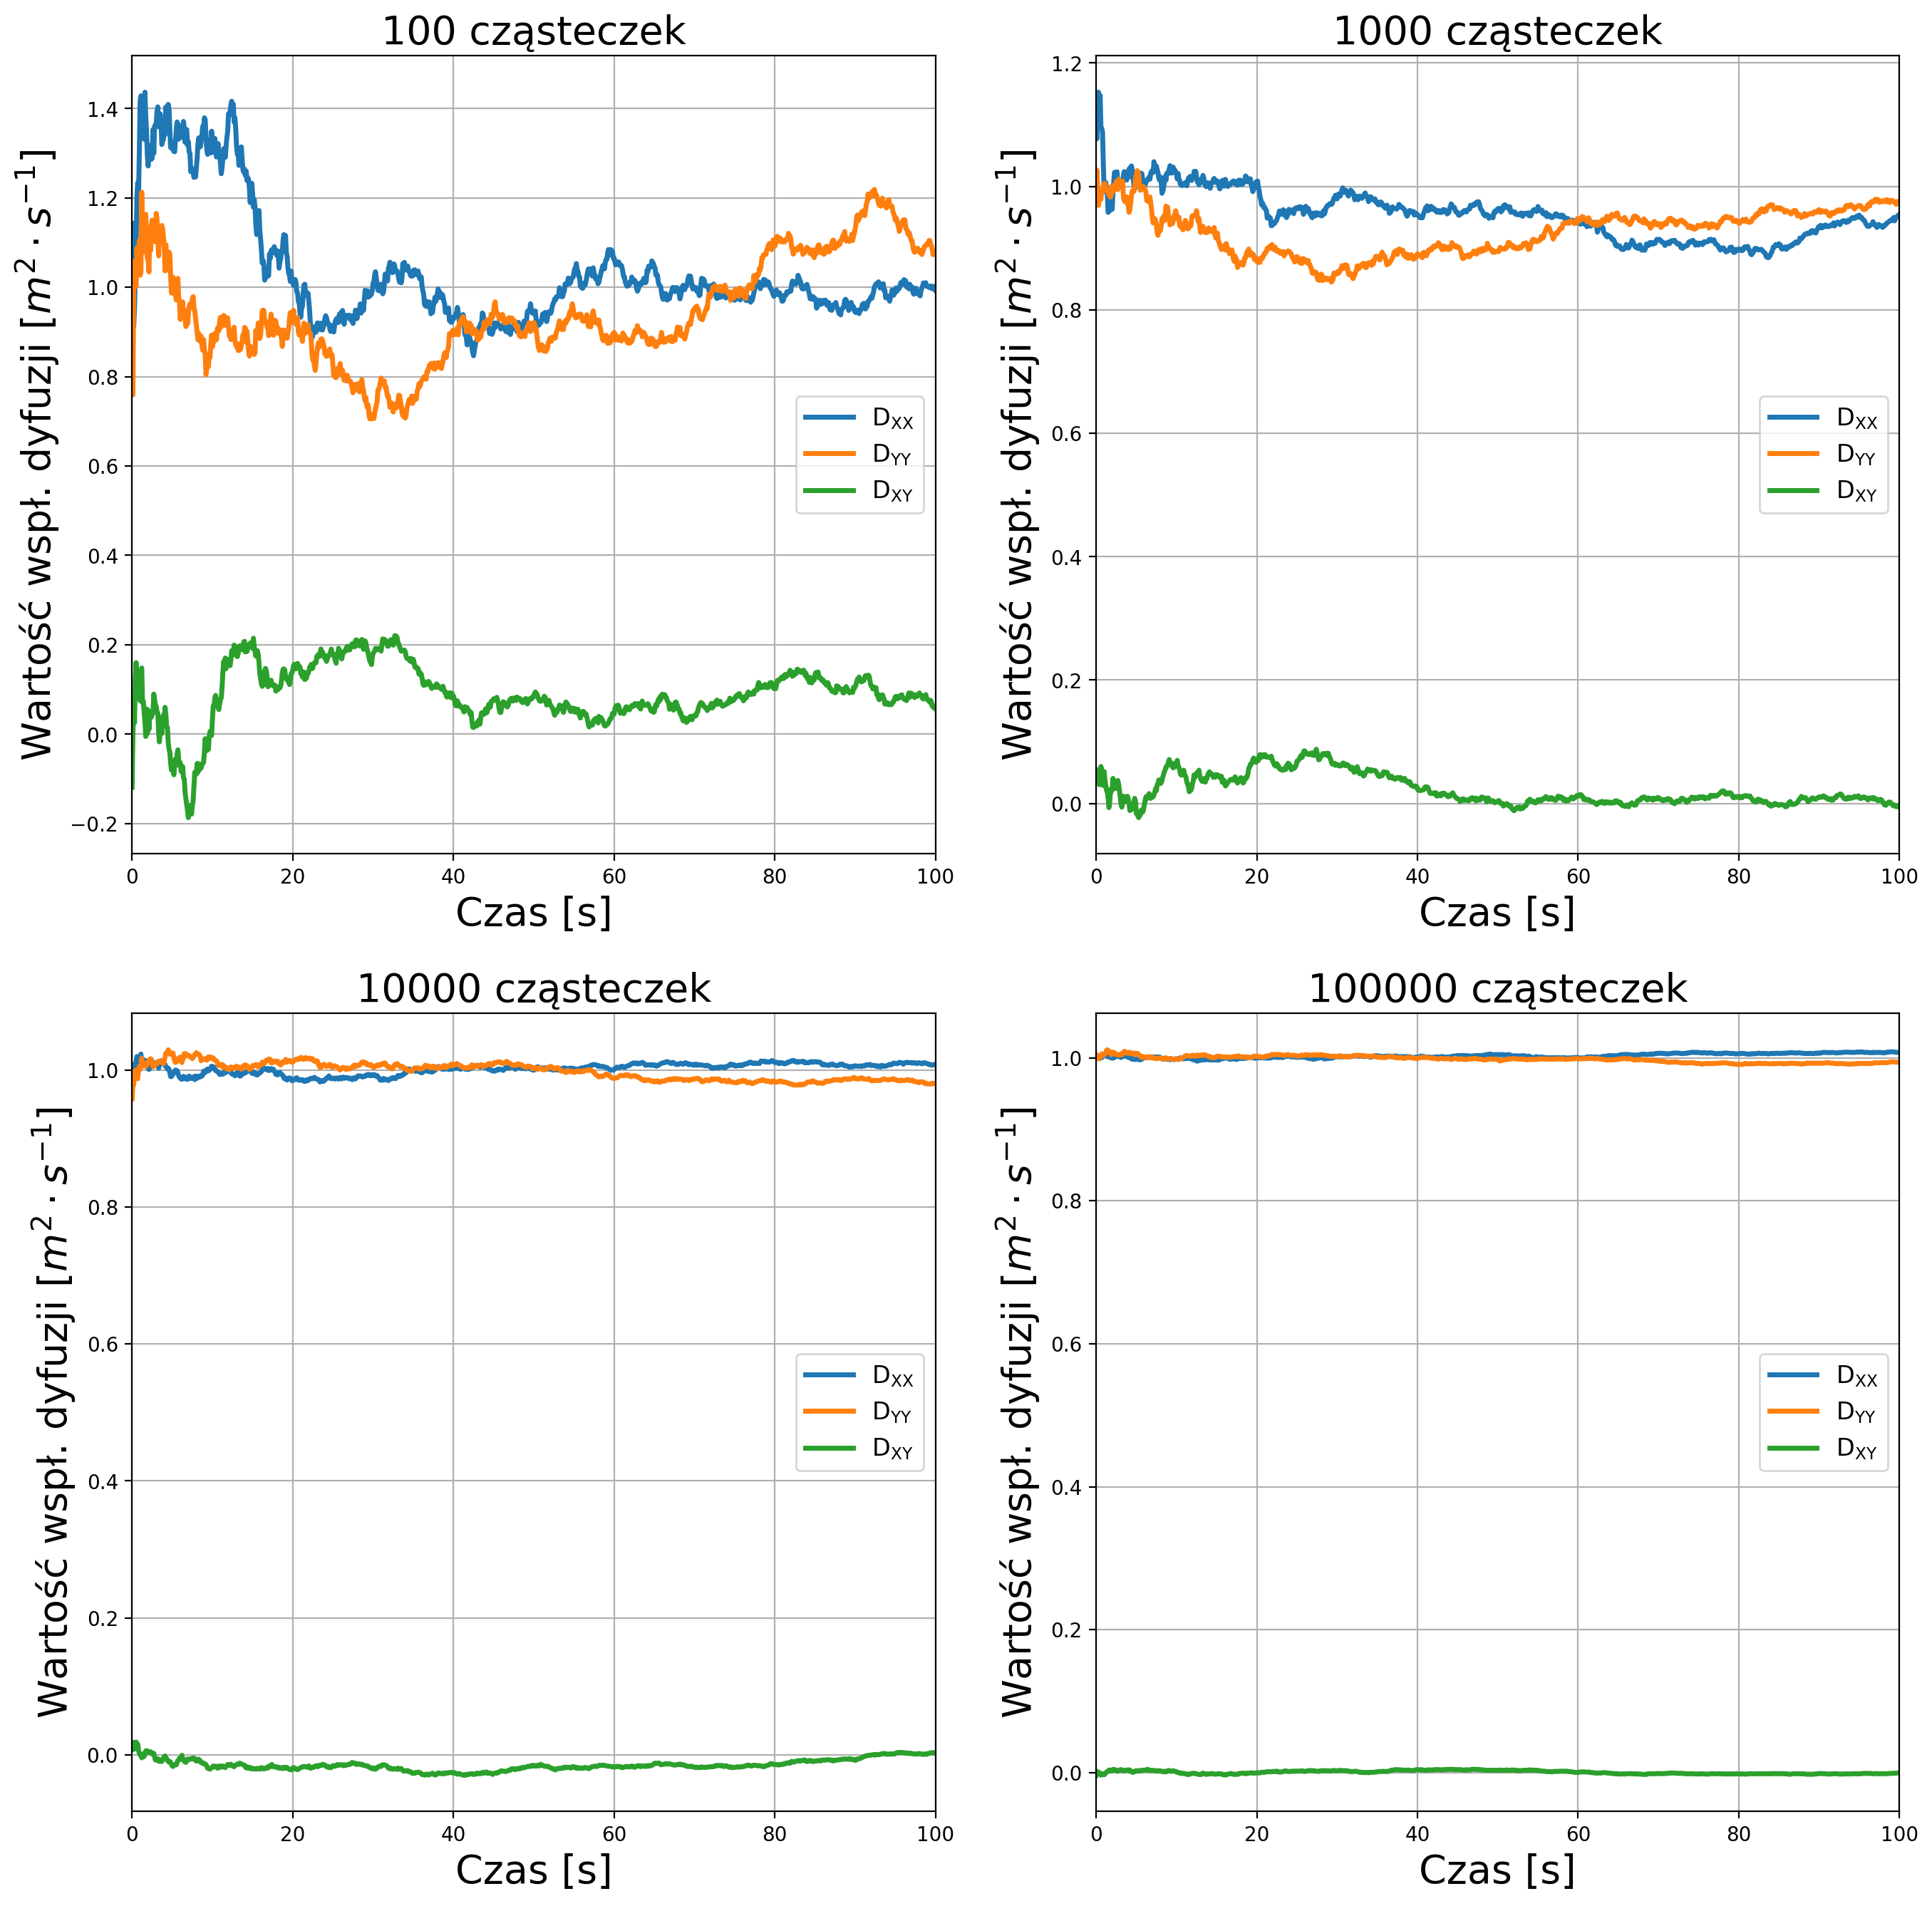 100 cząsteczek
Wartość wspł. dyfuzji [m² · s⁻¹]
1.4
1.2
1.0
0.8
0.6
0.4
0.2
0.0
−0.2
D_XX
D_YY
D_XY
0 20 40 60 80 100
Czas [s]
1000 cząsteczek
Wartość wspł. dyfuzji [m² · s⁻¹]
1.2
1.0
0.8
0.6
0.4
0.2
0.0
D_XX
D_YY
D_XY
0 20 40 60 80 100
Czas [s]
10000 cząsteczek
Wartość wspł. dyfuzji [m² · s⁻¹]
1.0
0.8
0.6
0.4
0.2
0.0
D_XX
D_YY
D_XY
0 20 40 60 80 100
Czas [s]
100000 cząsteczek
Wartość wspł. dyfuzji [m² · s⁻¹]
1.0
0.8
0.6
0.4
0.2
0.0
D_XX
D_YY
D_XY
0 20 40 60 80 100
Czas [s]